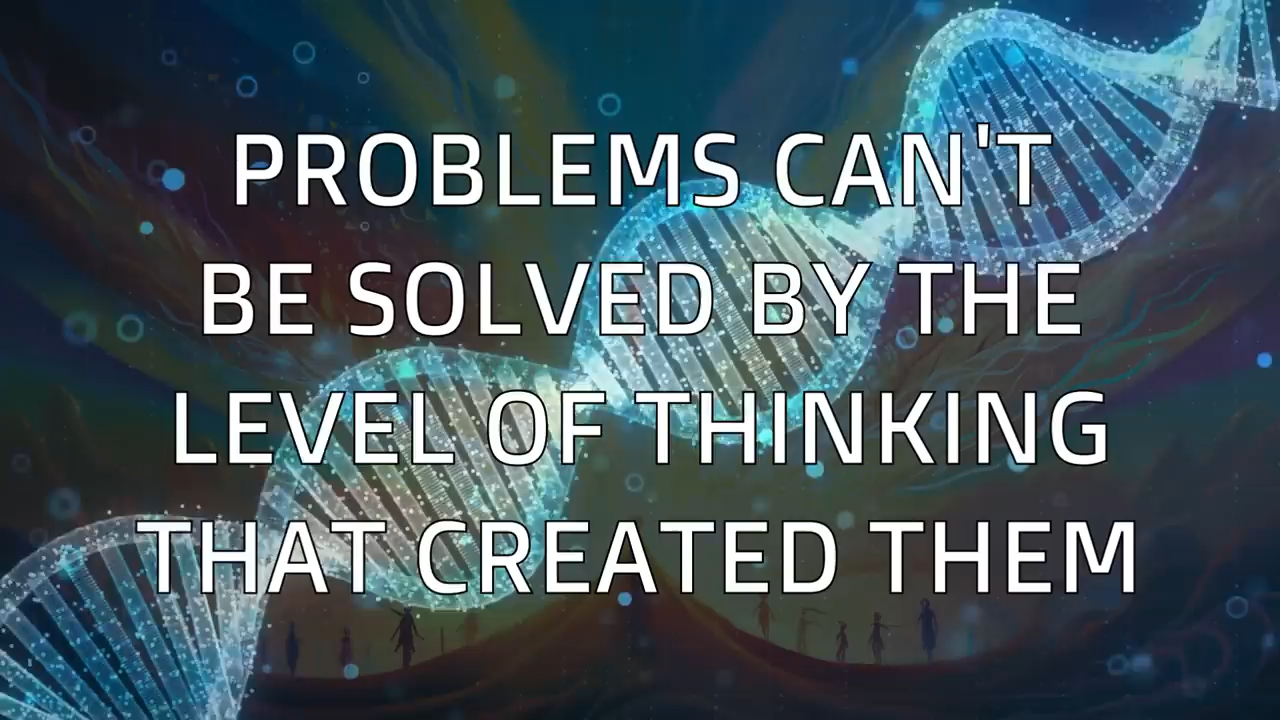 PROBLEMS CAN'T
BE SOLVED BY THE
LEVEL OF THINKING
THAT CREATED THEM